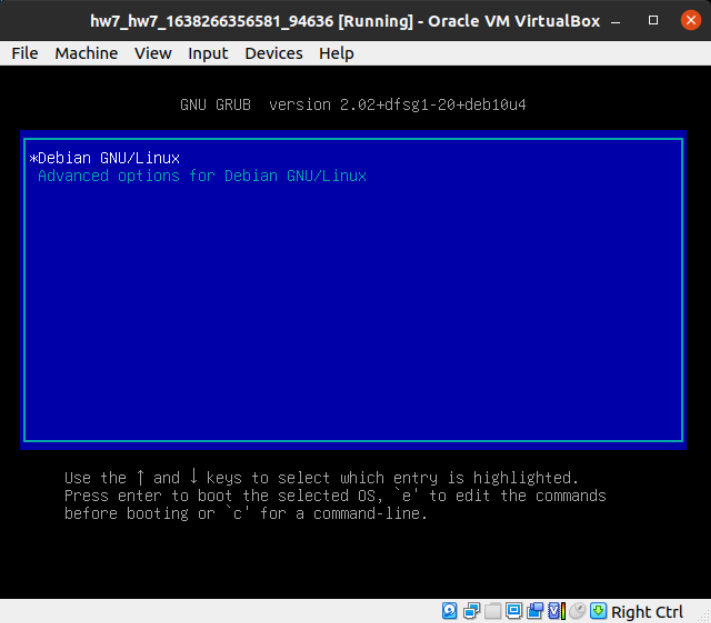 hw7_hw7_1638266356581_94636 [Running] - Oracle VM VirtualBox
File Machine View Input Devices Help
GNU GRUB  version 2.02+dfsg1-20+deb10u4
*Debian GNU/Linux
Advanced options for Debian GNU/Linux
Use the ↑ and ↓ keys to select which entry is highlighted.
Press enter to boot the selected OS, `e' to edit the commands
before booting or `c' for a command-line.
Right Ctrl